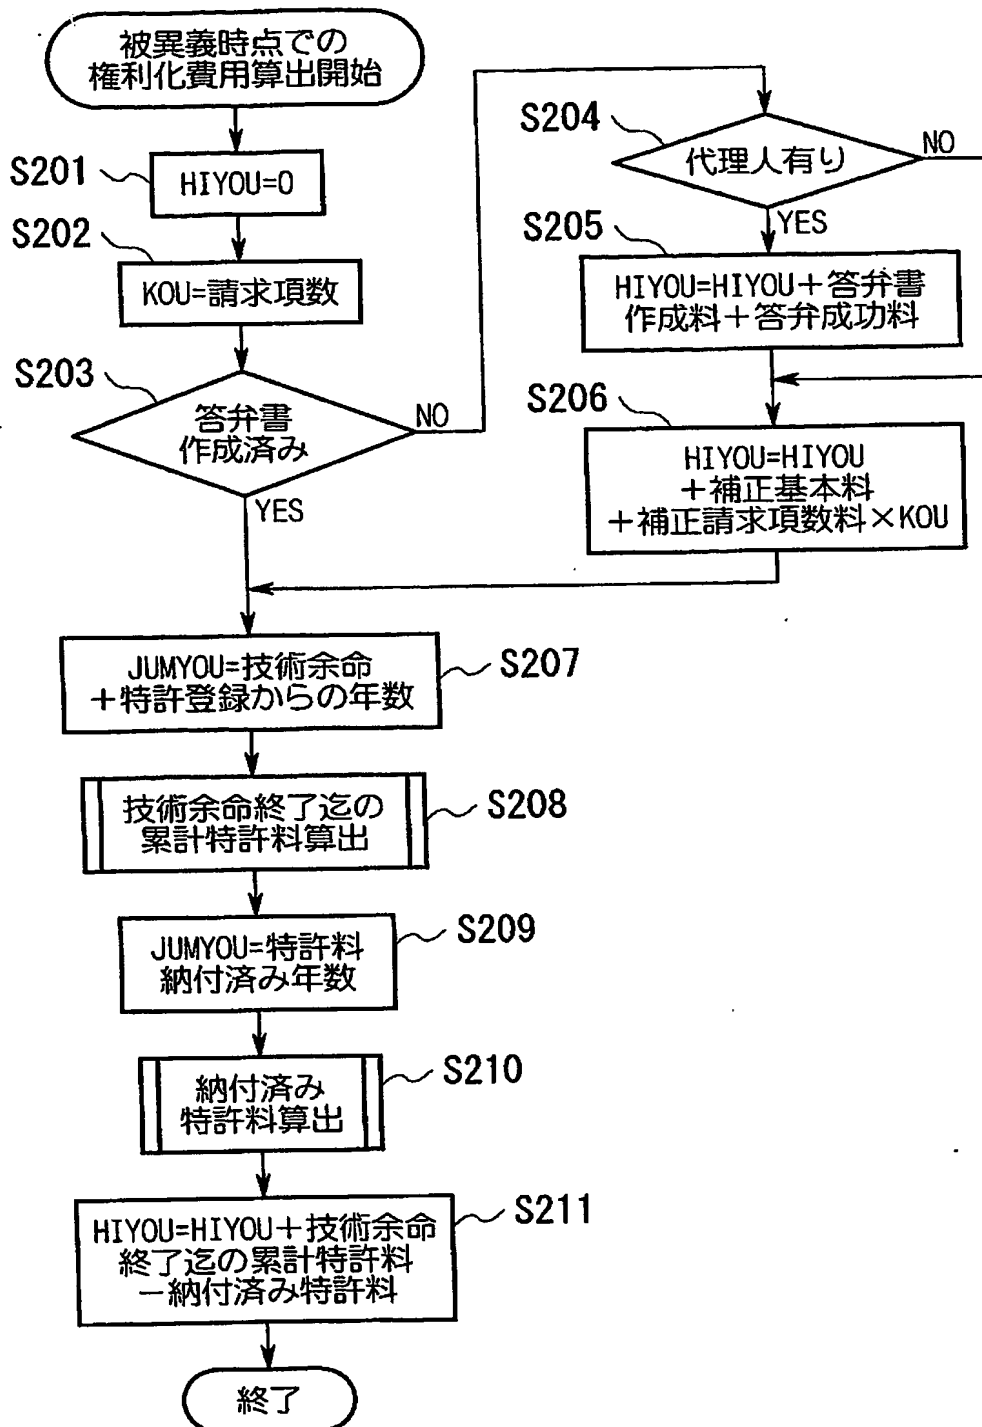 被異義時点での
権利化費用算出開始
S201
HIYOU=0
S202
KOU=請求項数
S203
答弁書
作成済み
NO
YES
S204
代理人有り
NO
YES
S205
HIYOU=HIYOU+答弁書
作成料+答弁成功料
S206
HIYOU=HIYOU
+補正基本料
+補正請求項数料×KOU
JUMYOU=技術余命
+特許登録からの年数
S207
技術余命終了迄の
累計特許料算出
S208
JUMYOU=特許料
納付済み年数
S209
納付済み
特許料算出
S210
HIYOU=HIYOU+技術余命
終了迄の累計特許料
-納付済み特許料
S211
終了